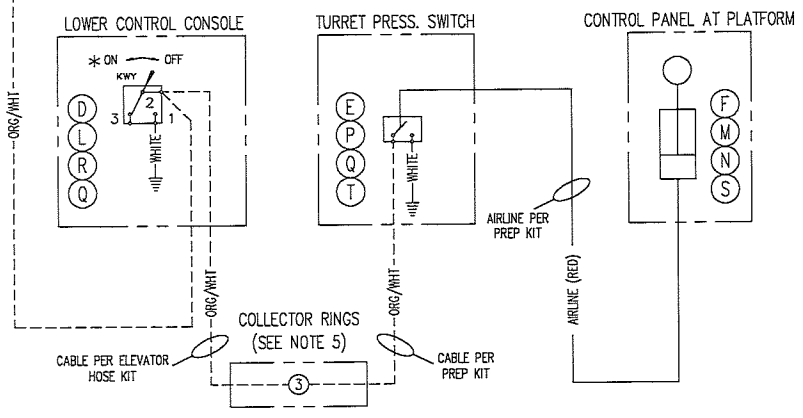 LOWER CONTROL CONSOLE
TURRET PRESS. SWITCH
CONTROL PANEL AT PLATFORM
* ON OFF
KWY
2
3
1
WHITE
D
L
R
Q
E
P
Q
T
WHITE
F
M
N
S
ORG/WHT
AIRLINE PER
PREP KIT
ORG/WHT
ORG/WHT
AIRLINE (RED)
COLLECTOR RINGS
(SEE NOTE 5)
CABLE PER ELEVATOR
HOSE KIT
3
CABLE PER
PREP KIT